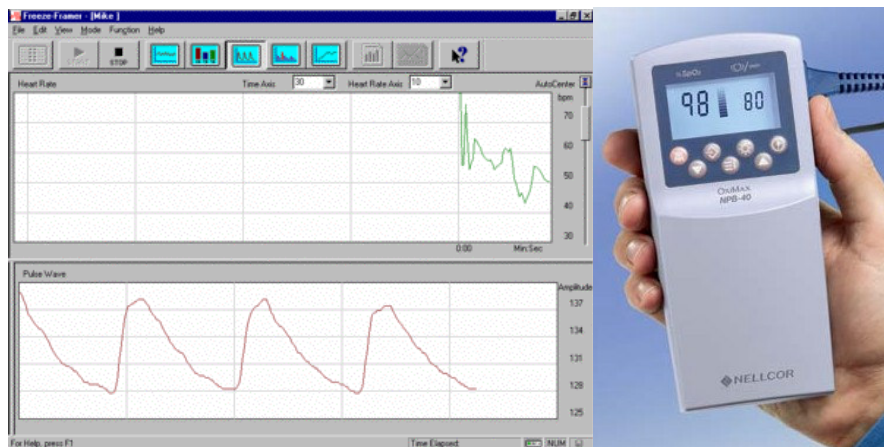 Freeze-Framer - [Mike ]
File Edit View Mode Function Help
START STOP
Heart Rate Time Axis 30 Heart Rate Axis 10 AutoCenter
bpm
70
60
50
40
30
0:00 Min:Sec
Pulse Wave
Amplitude
137
134
131
128
125
For Help, press F1 Time Elapsed: NUM
%SpO2
98 80
OXIMAX
NPB-40
NELLCOR